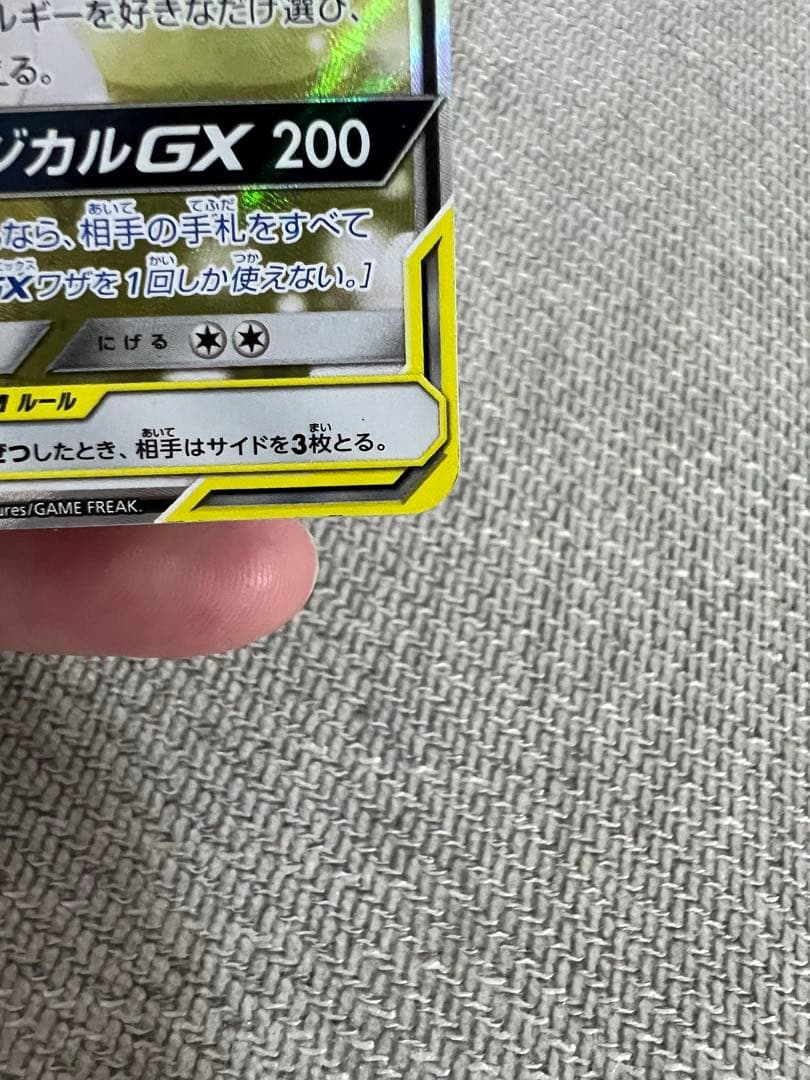 ルギーを好きなだけ選び、
える。
ジカルGX 200
なら、相手の手札をすべて
GXワザを1回しか使えない。]
にげる
ルール
ぜつしたとき、相手はサイドを3枚とる。
ures/GAME FREAK.